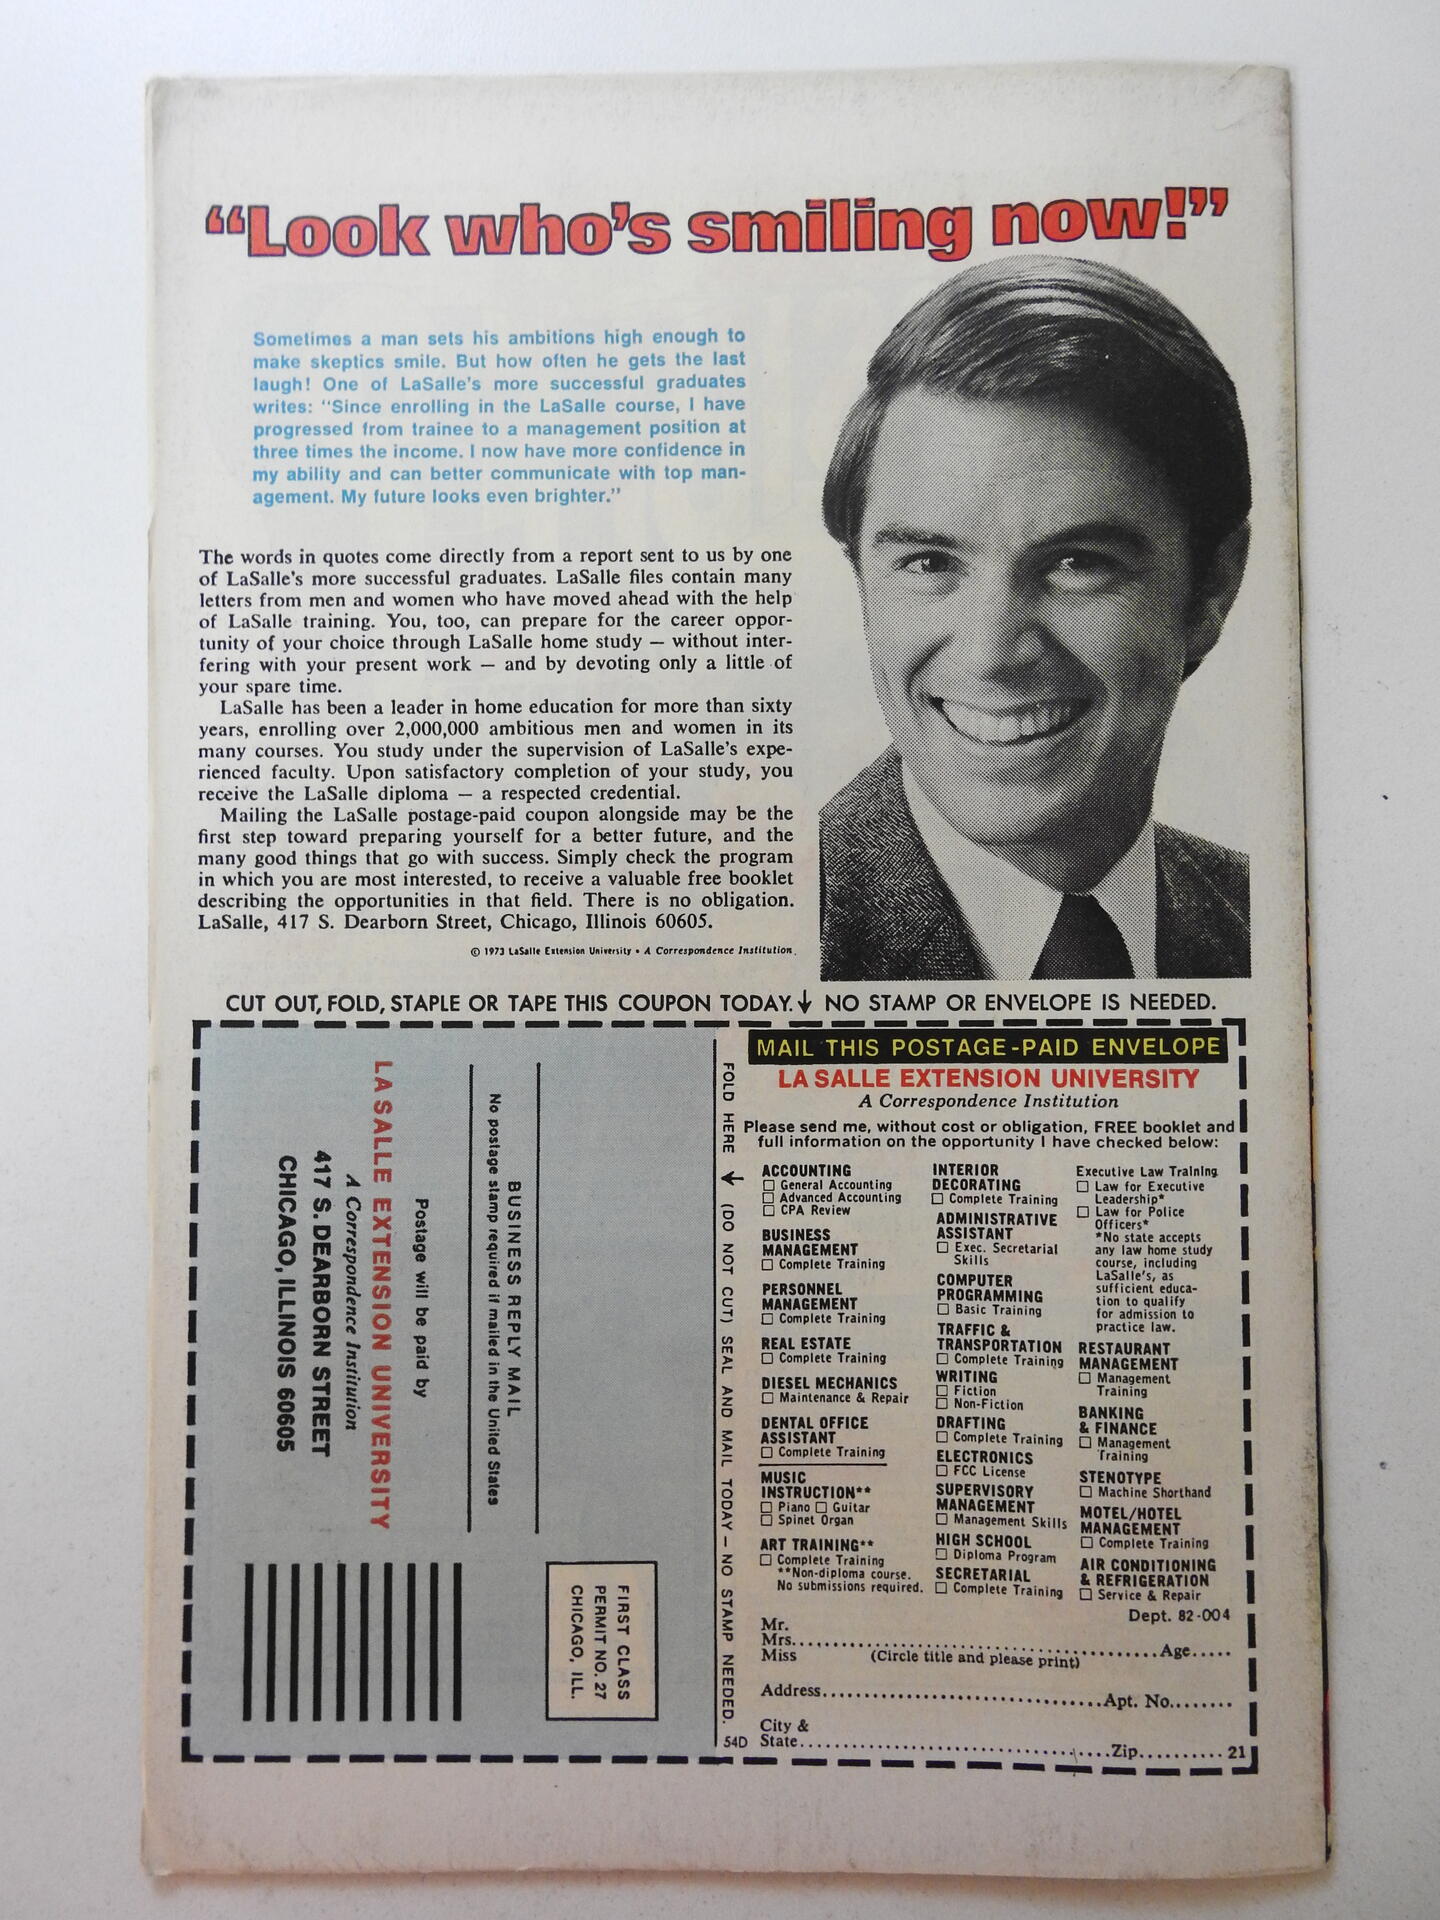 “Look who’s smiling now!”
Sometimes a man sets his ambitions high enough to
make skeptics smile. But how often he gets the last
laugh! One of LaSalle’s more successful graduates
writes: “Since enrolling in the LaSalle course, I have
progressed from trainee to a management position at
three times the income. I now have more confidence in
my ability and can better communicate with top man-
agement. My future looks even brighter.”
The words in quotes come directly from a report sent to us by one
of LaSalle’s more successful graduates. LaSalle files contain many
letters from men and women who have moved ahead with the help
of LaSalle training. You, too, can prepare for the career oppor-
tunity of your choice through LaSalle home study — without inter-
fering with your present work — and by devoting only a little of
your spare time.
LaSalle has been a leader in home education for more than sixty
years, enrolling over 2,000,000 ambitious men and women in its
many courses. You study under the supervision of LaSalle’s expe-
rienced faculty. Upon satisfactory completion of your study, you
receive the LaSalle diploma — a respected credential.
Mailing the LaSalle postage-paid coupon alongside may be the
first step toward preparing yourself for a better future, and the
many good things that go with success. Simply check the program
in which you are most interested, to receive a valuable free booklet
describing the opportunities in that field. There is no obligation.
LaSalle, 417 S. Dearborn Street, Chicago, Illinois 60605.
© 1973 LaSalle Extension University • A Correspondence Institution.
CUT OUT, FOLD, STAPLE OR TAPE THIS COUPON TODAY. ↓ NO STAMP OR ENVELOPE IS NEEDED.
FIRST CLASS
PERMIT NO. 27
CHICAGO, ILL.
BUSINESS REPLY MAIL
No postage stamp required if mailed in the United States
Postage will be paid by
LA SALLE EXTENSION UNIVERSITY
A Correspondence Institution
417 S. DEARBORN STREET
CHICAGO, ILLINOIS 60605
FOLD HERE → (DO NOT CUT) SEAL AND MAIL TODAY — NO STAMP NEEDED.
54D
MAIL THIS POSTAGE-PAID ENVELOPE
LA SALLE EXTENSION UNIVERSITY
A Correspondence Institution
Please send me, without cost or obligation, FREE booklet and
full information on the opportunity I have checked below:
ACCOUNTING
☐ General Accounting
☐ Advanced Accounting
☐ CPA Review
BUSINESS
MANAGEMENT
☐ Complete Training
PERSONNEL
MANAGEMENT
☐ Complete Training
REAL ESTATE
☐ Complete Training
DIESEL MECHANICS
☐ Maintenance & Repair
DENTAL OFFICE
ASSISTANT
☐ Complete Training
MUSIC
INSTRUCTION**
☐ Piano ☐ Guitar
☐ Spinet Organ
ART TRAINING**
☐ Complete Training
**Non-diploma course.
No submissions required.
INTERIOR
DECORATING
☐ Complete Training
ADMINISTRATIVE
ASSISTANT
☐ Exec. Secretarial
Skills
COMPUTER
PROGRAMMING
☐ Basic Training
TRAFFIC &
TRANSPORTATION
☐ Complete Training
WRITING
☐ Fiction
☐ Non-Fiction
DRAFTING
☐ Complete Training
ELECTRONICS
☐ FCC License
SUPERVISORY
MANAGEMENT
☐ Management Skills
HIGH SCHOOL
☐ Diploma Program
SECRETARIAL
☐ Complete Training
Executive Law Training
☐ Law for Executive
Leadership*
☐ Law for Police
Officers*
*No state accepts
any law home study
course, including
LaSalle’s, as
sufficient educa-
tion to qualify
for admission to
practice law.
RESTAURANT
MANAGEMENT
☐ Management
Training
BANKING
& FINANCE
☐ Management
Training
STENOTYPE
☐ Machine Shorthand
MOTEL/HOTEL
MANAGEMENT
☐ Complete Training
AIR CONDITIONING
& REFRIGERATION
☐ Service & Repair
Dept. 82-004
Mr.
Mrs. ........ Age.....
Miss (Circle title and please print)
Address........ Apt. No........
City &
State........ Zip.......... 21